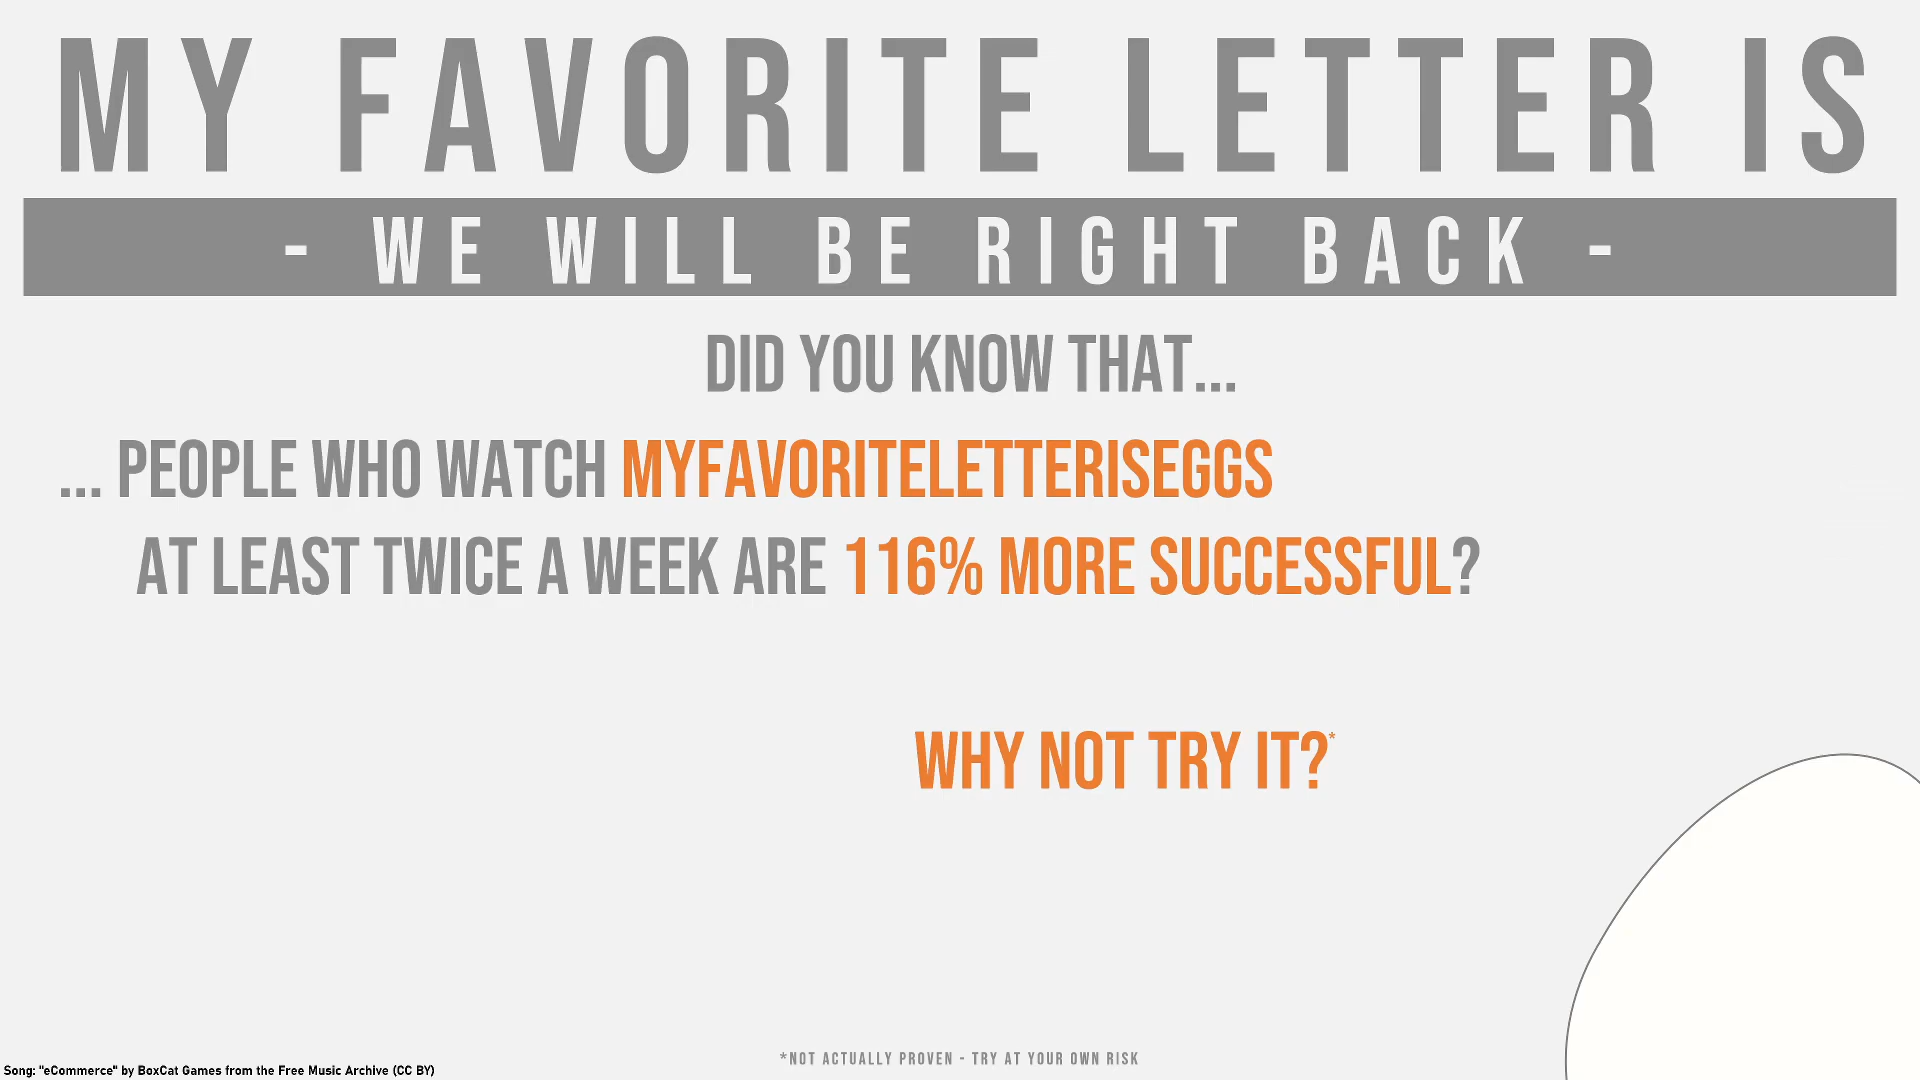 MY FAVORITE LETTER IS
- WE WILL BE RIGHT BACK -
DID YOU KNOW THAT...
... PEOPLE WHO WATCH MYFAVORITELETTERISEGGS
AT LEAST TWICE A WEEK ARE 116% MORE SUCCESSFUL?
WHY NOT TRY IT?*
*NOT ACTUALLY PROVEN - TRY AT YOUR OWN RISK
Song: "eCommerce" by BoxCat Games from the Free Music Archive (CC BY)